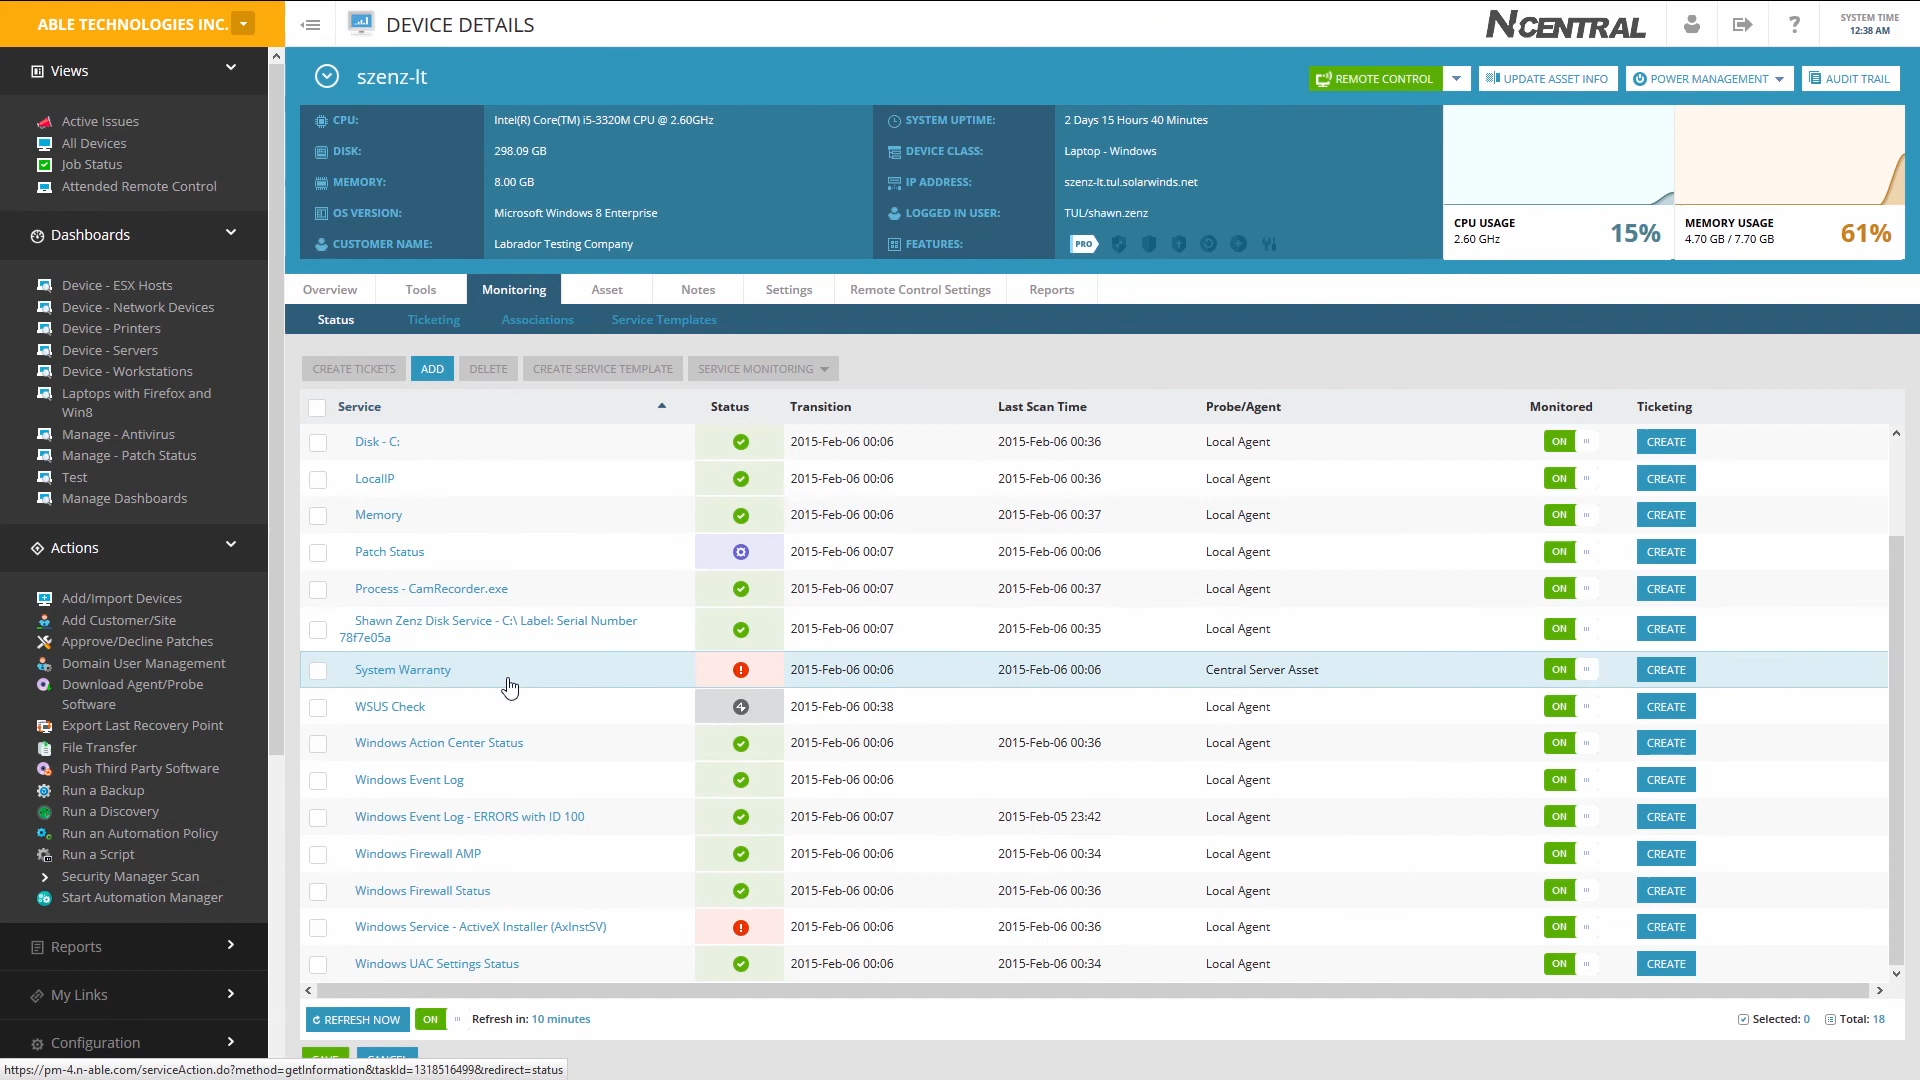 ABLE TECHNOLOGIES INC.
DEVICE DETAILS
N-CENTRAL
SYSTEM TIME
12:38 AM
Views
Active Issues
All Devices
Job Status
Attended Remote Control
Dashboards
Device - ESX Hosts
Device - Network Devices
Device - Printers
Device - Servers
Device - Workstations
Laptops with Firefox and
Win8
Manage - Antivirus
Manage - Patch Status
Test
Manage Dashboards
Actions
Add/Import Devices
Add Customer/Site
Approve/Decline Patches
Domain User Management
Download Agent/Probe
Software
Export Last Recovery Point
File Transfer
Push Third Party Software
Run a Backup
Run a Discovery
Run an Automation Policy
Run a Script
Security Manager Scan
Start Automation Manager
Reports
My Links
Configuration
szenz-lt
REMOTE CONTROL UPDATE ASSET INFO POWER MANAGEMENT AUDIT TRAIL
CPU: Intel(R) Core(TM) i5-3320M CPU @ 2.60GHz SYSTEM UPTIME: 2 Days 15 Hours 40 Minutes
DISK: 298.09 GB DEVICE CLASS: Laptop - Windows
MEMORY: 8.00 GB IP ADDRESS: szenz-lt.tul.solarwinds.net
OS VERSION: Microsoft Windows 8 Enterprise LOGGED IN USER: TUL/shawn.zenz
CUSTOMER NAME: Labrador Testing Company FEATURES: PRO
CPU USAGE
2.60 GHz
15%
MEMORY USAGE
4.70 GB / 7.70 GB
61%
Overview Tools Monitoring Asset Notes Settings Remote Control Settings Reports
Status Ticketing Associations Service Templates
CREATE TICKETS ADD DELETE CREATE SERVICE TEMPLATE SERVICE MONITORING
Service Status Transition Last Scan Time Probe/Agent Monitored Ticketing
Disk - C: 2015-Feb-06 00:06 2015-Feb-06 00:36 Local Agent ON CREATE
LocalIP 2015-Feb-06 00:06 2015-Feb-06 00:36 Local Agent ON CREATE
Memory 2015-Feb-06 00:06 2015-Feb-06 00:37 Local Agent ON CREATE
Patch Status 2015-Feb-06 00:07 2015-Feb-06 00:06 Local Agent ON CREATE
Process - CamRecorder.exe 2015-Feb-06 00:07 2015-Feb-06 00:37 Local Agent ON CREATE
Shawn Zenz Disk Service - C:\ Label: Serial Number
78f7e05a 2015-Feb-06 00:07 2015-Feb-06 00:35 Local Agent ON CREATE
System Warranty 2015-Feb-06 00:06 2015-Feb-06 00:06 Central Server Asset ON CREATE
WSUS Check 2015-Feb-06 00:38 Local Agent ON CREATE
Windows Action Center Status 2015-Feb-06 00:06 2015-Feb-06 00:36 Local Agent ON CREATE
Windows Event Log 2015-Feb-06 00:06 Local Agent ON CREATE
Windows Event Log - ERRORS with ID 100 2015-Feb-06 00:07 2015-Feb-05 23:42 Local Agent ON CREATE
Windows Firewall AMP 2015-Feb-06 00:06 2015-Feb-06 00:34 Local Agent ON CREATE
Windows Firewall Status 2015-Feb-06 00:06 2015-Feb-06 00:36 Local Agent ON CREATE
Windows Service - ActiveX Installer (AxInstSV) 2015-Feb-06 00:06 2015-Feb-06 00:36 Local Agent ON CREATE
Windows UAC Settings Status 2015-Feb-06 00:06 2015-Feb-06 00:34 Local Agent ON CREATE
REFRESH NOW ON Refresh in: 10 minutes Selected: 0 Total: 18
SAVE CANCEL
https://pm-4.n-able.com/serviceAction.do?method=getInformation&taskId=1318516499&redirect=status